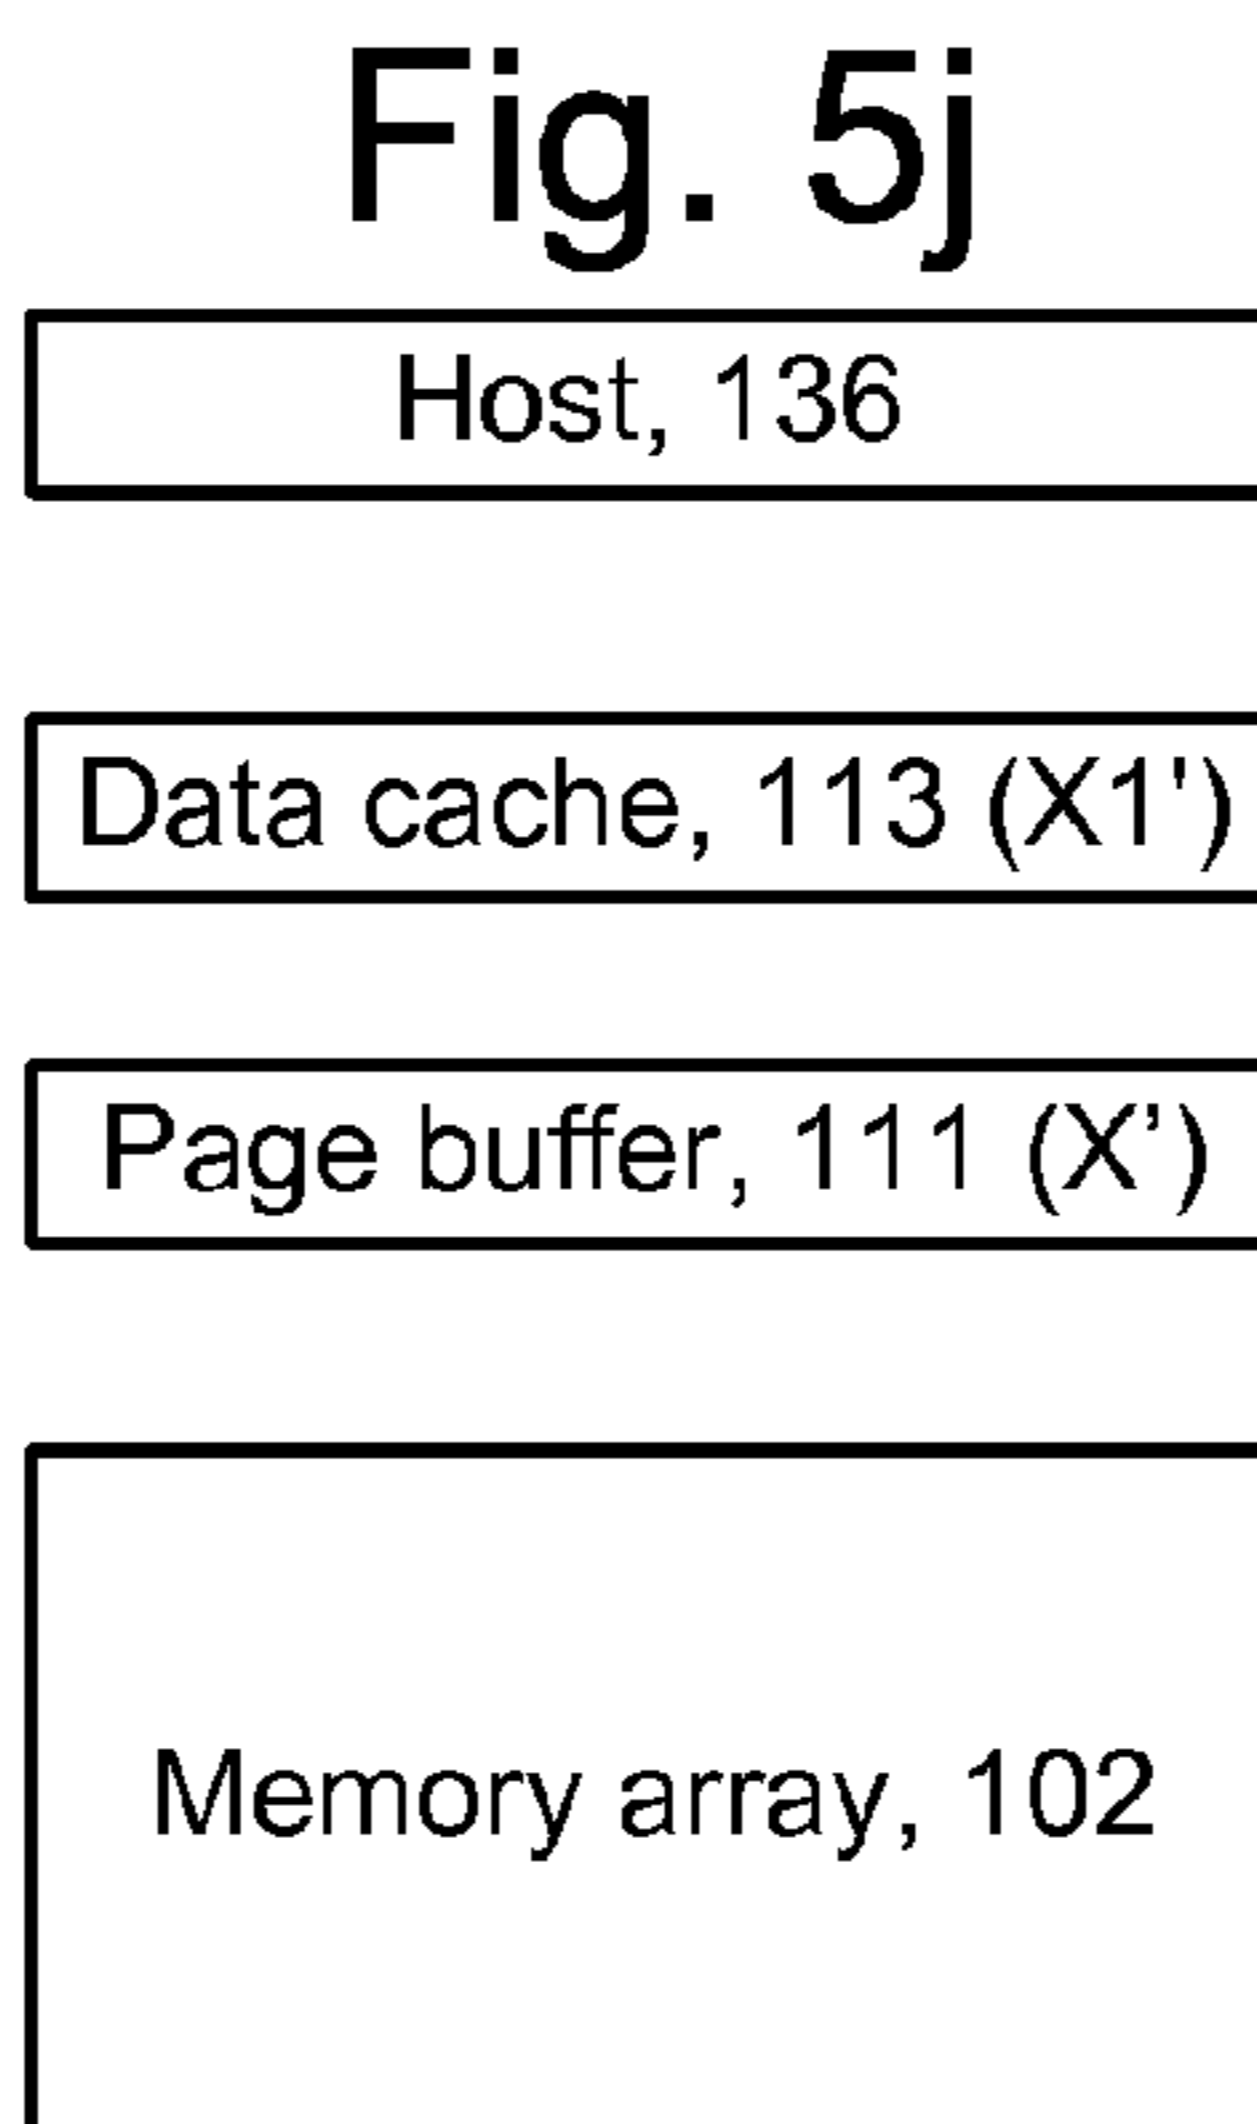 Fig. 5j
Host, 136
Data cache, 113 (X1')
Page buffer, 111 (X’)
Memory array, 102